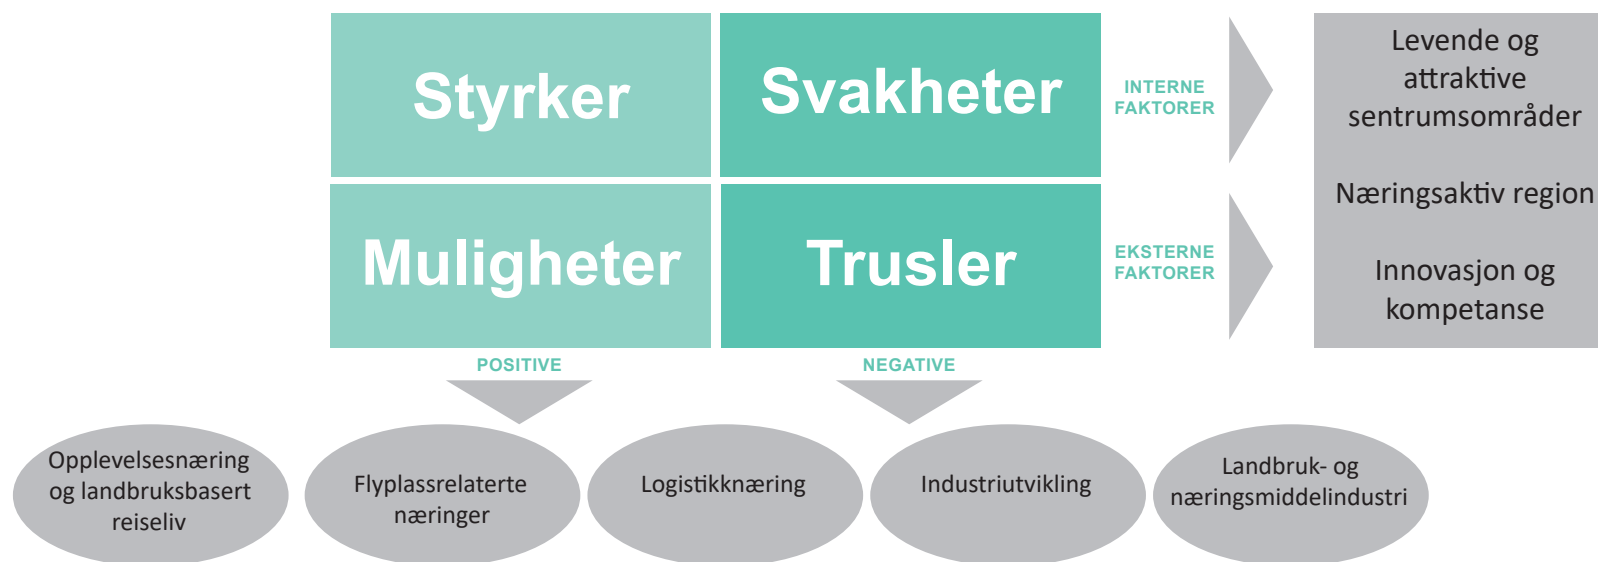 Styrker
Svakheter
INTERNE
FAKTORER
Levende og
attraktive
sentrumsområder
Næringsaktiv region
Innovasjon og
kompetanse
Muligheter
Trusler
EKSTERNE
FAKTORER
POSITIVE
NEGATIVE
Opplevelsesnæring
og landbruksbasert
reiseliv
Flyplassrelaterte
næringer
Logistikknæring
Industriutvikling
Landbruk- og
næringsmiddelindustri